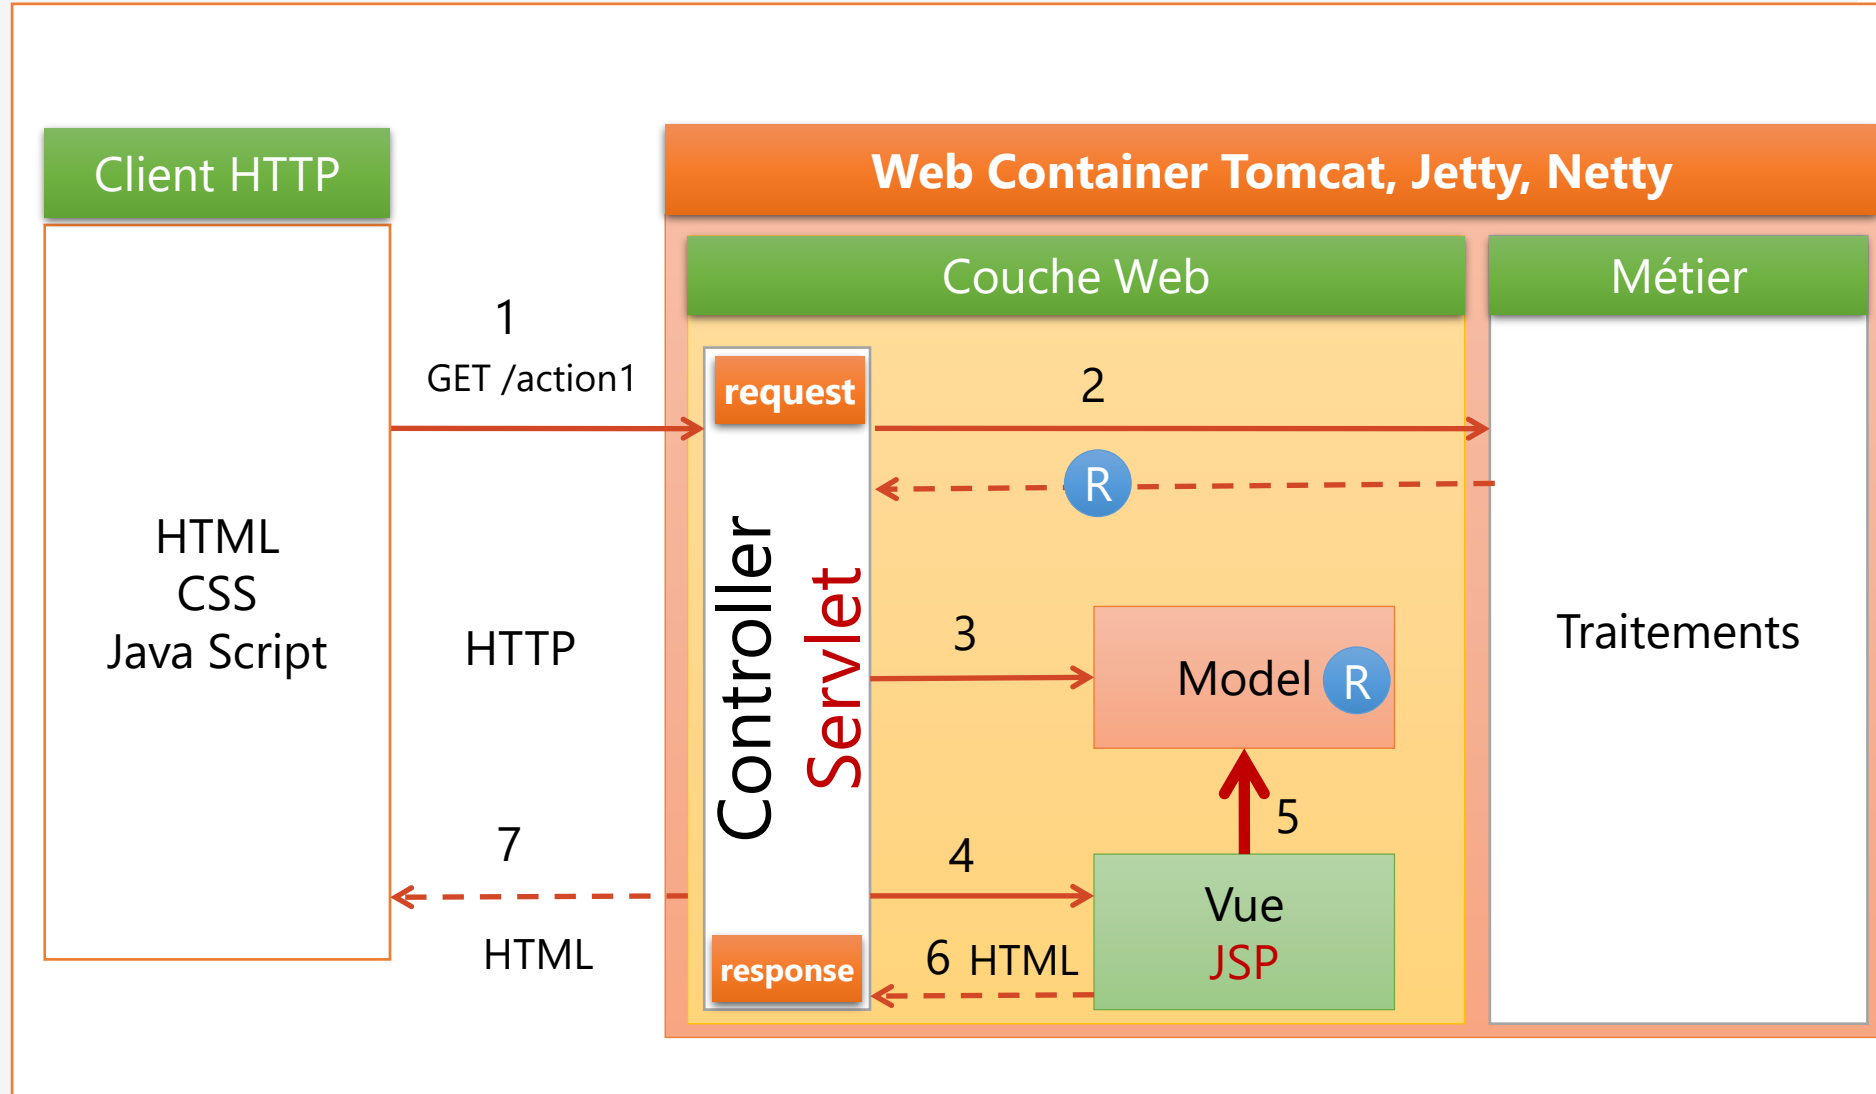 Client HTTP
Web Container Tomcat, Jetty, Netty
Couche Web
Métier
1
GET /action1
request
2
R
HTML
CSS
Java Script
HTTP
Controller
Servlet
3
Model
R
Traitements
5
7
4
Vue
JSP
HTML
response
6 HTML